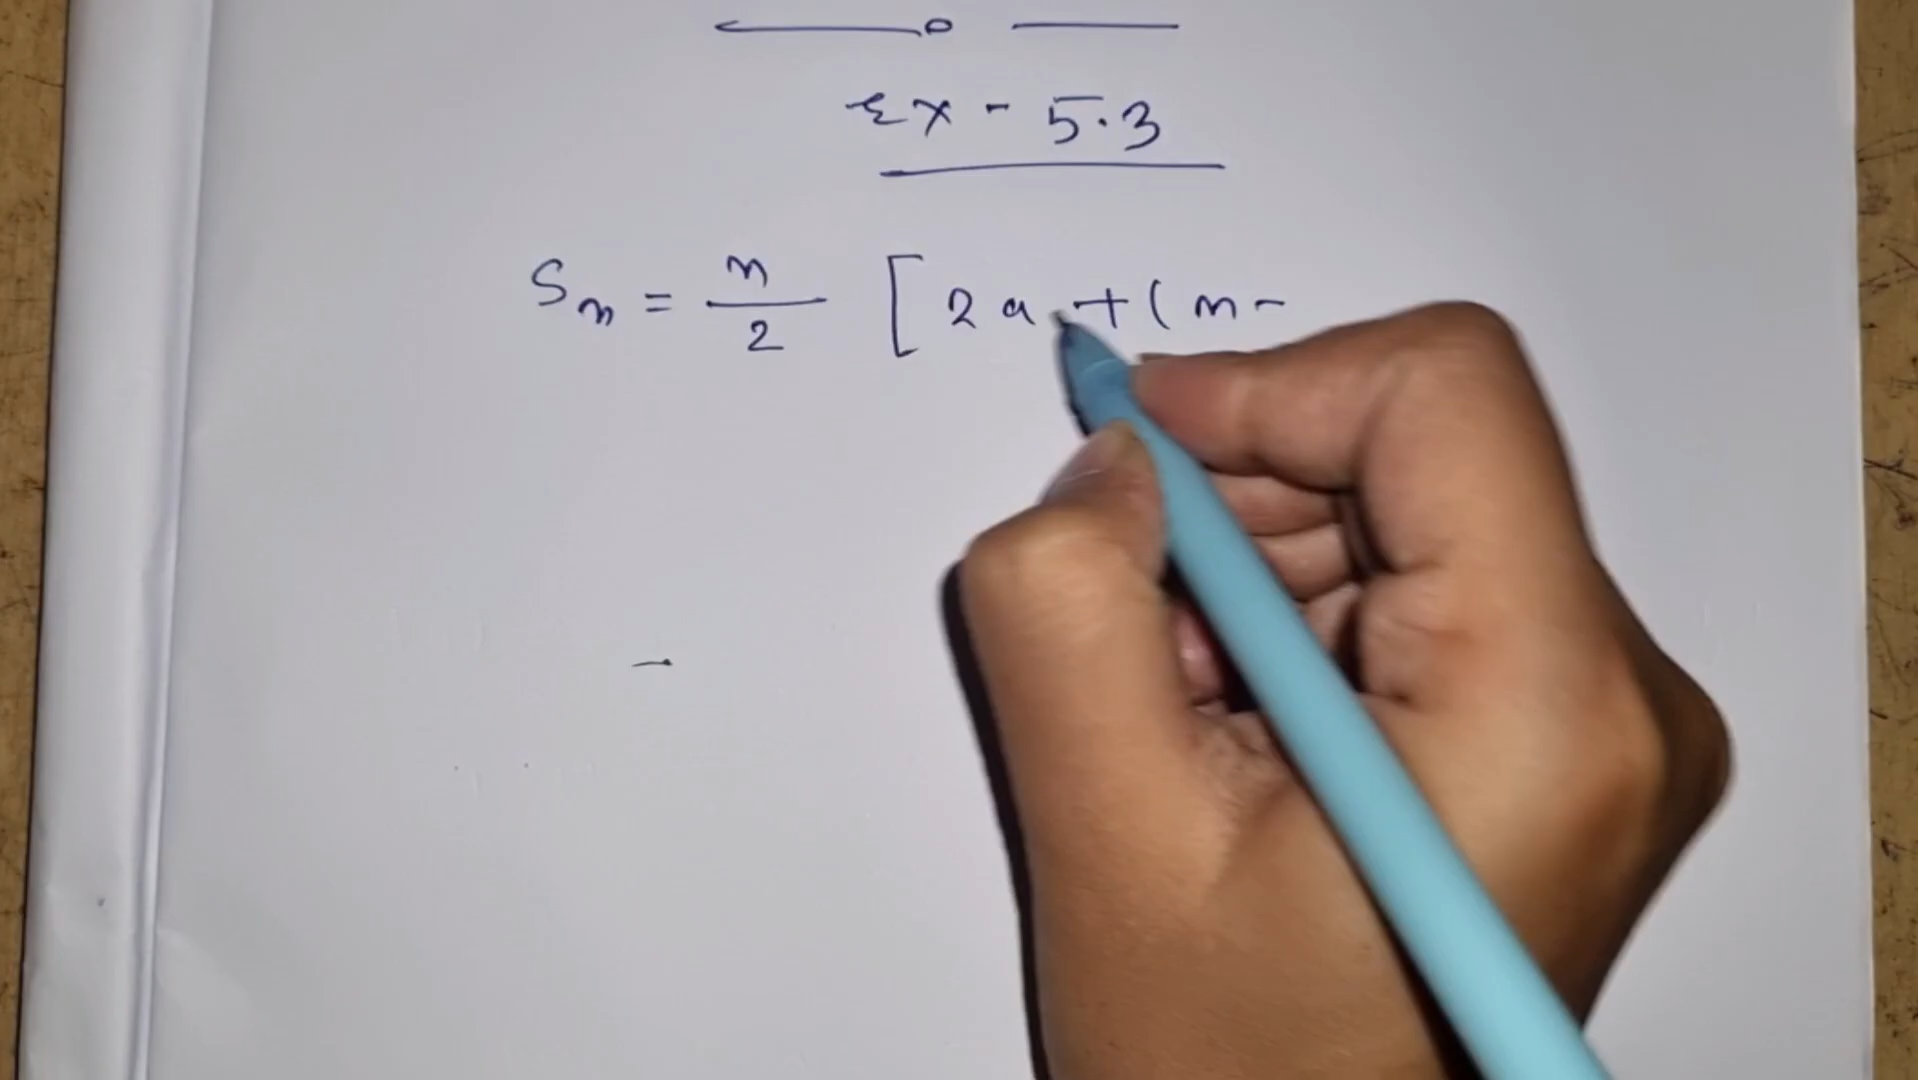 Ex - 5.3
Sn = n/2 [ 2a + ( n -